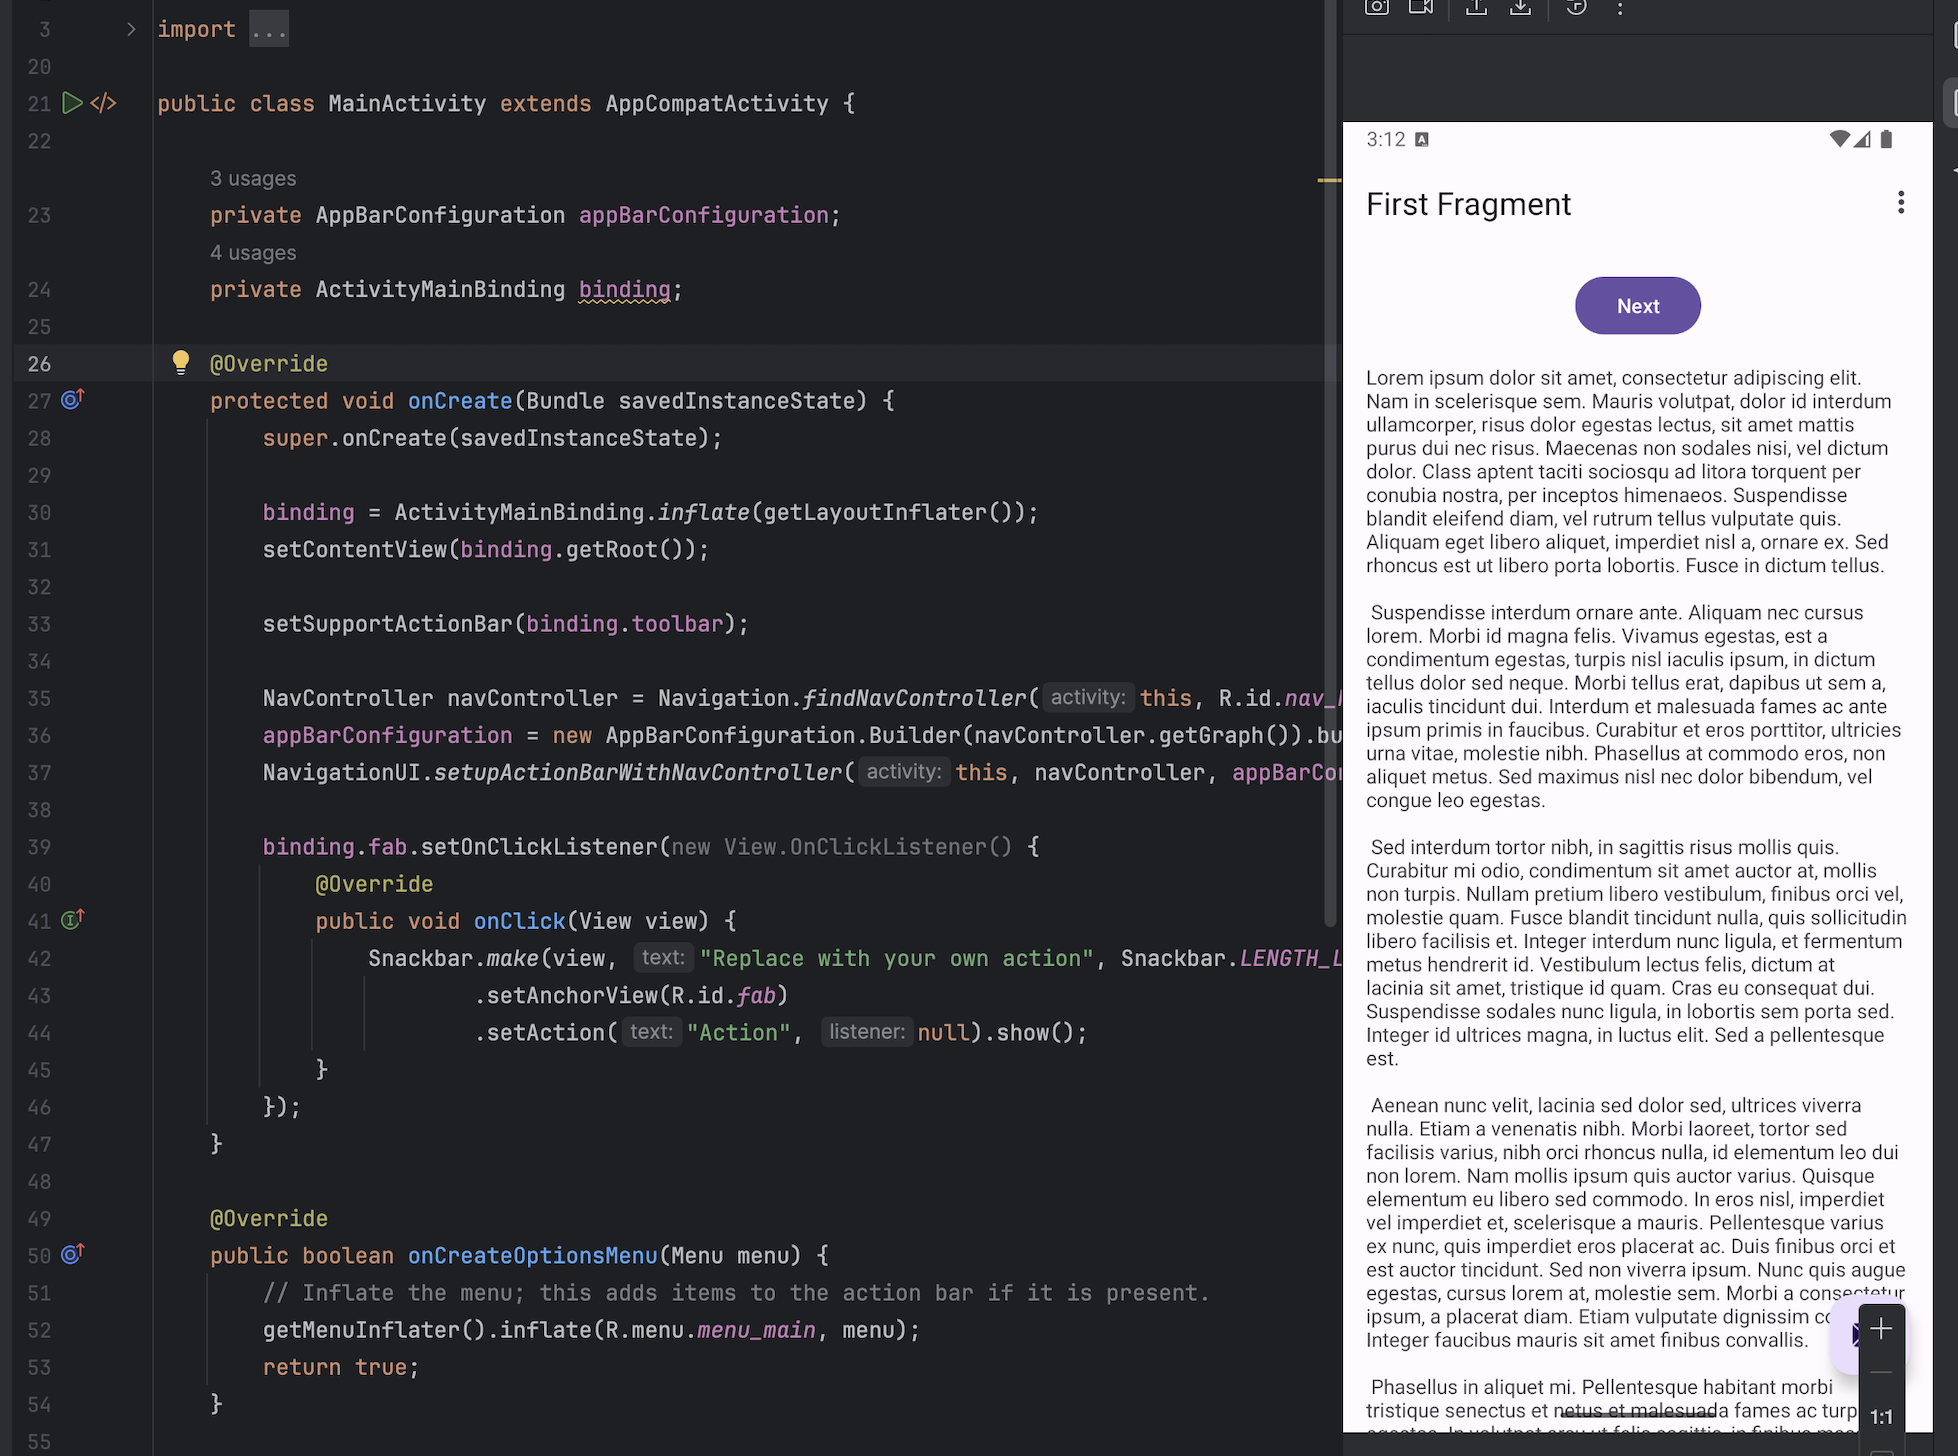 3 import ...
20
21 public class MainActivity extends AppCompatActivity {
22
3 usages
23 private AppBarConfiguration appBarConfiguration;
4 usages
24 private ActivityMainBinding binding;
25
26 @Override
27 protected void onCreate(Bundle savedInstanceState) {
28 super.onCreate(savedInstanceState);
29
30 binding = ActivityMainBinding.inflate(getLayoutInflater());
31 setContentView(binding.getRoot());
32
33 setSupportActionBar(binding.toolbar);
34
35 NavController navController = Navigation.findNavController( activity: this, R.id.nav_
36 appBarConfiguration = new AppBarConfiguration.Builder(navController.getGraph()).bu
37 NavigationUI.setupActionBarWithNavController( activity: this, navController, appBarCo
38
39 binding.fab.setOnClickListener(new View.OnClickListener() {
40 @Override
41 public void onClick(View view) {
42 Snackbar.make(view, text: "Replace with your own action", Snackbar.LENGTH_L
43 .setAnchorView(R.id.fab)
44 .setAction( text: "Action", listener: null).show();
45 }
46 });
47 }
48
49 @Override
50 public boolean onCreateOptionsMenu(Menu menu) {
51 // Inflate the menu; this adds items to the action bar if it is present.
52 getMenuInflater().inflate(R.menu.menu_main, menu);
53 return true;
54 }
55
3:12
First Fragment
Next
Lorem ipsum dolor sit amet, consectetur adipiscing elit.
Nam in scelerisque sem. Mauris volutpat, dolor id interdum
ullamcorper, risus dolor egestas lectus, sit amet mattis
purus dui nec risus. Maecenas non sodales nisi, vel dictum
dolor. Class aptent taciti sociosqu ad litora torquent per
conubia nostra, per inceptos himenaeos. Suspendisse
blandit eleifend diam, vel rutrum tellus vulputate quis.
Aliquam eget libero aliquet, imperdiet nisl a, ornare ex. Sed
rhoncus est ut libero porta lobortis. Fusce in dictum tellus.
Suspendisse interdum ornare ante. Aliquam nec cursus
lorem. Morbi id magna felis. Vivamus egestas, est a
condimentum egestas, turpis nisl iaculis ipsum, in dictum
tellus dolor sed neque. Morbi tellus erat, dapibus ut sem a,
iaculis tincidunt dui. Interdum et malesuada fames ac ante
ipsum primis in faucibus. Curabitur et eros porttitor, ultricies
urna vitae, molestie nibh. Phasellus at commodo eros, non
aliquet metus. Sed maximus nisl nec dolor bibendum, vel
congue leo egestas.
Sed interdum tortor nibh, in sagittis risus mollis quis.
Curabitur mi odio, condimentum sit amet auctor at, mollis
non turpis. Nullam pretium libero vestibulum, finibus orci vel,
molestie quam. Fusce blandit tincidunt nulla, quis sollicitudin
libero facilisis et. Integer interdum nunc ligula, et fermentum
metus hendrerit id. Vestibulum lectus felis, dictum at
lacinia sit amet, tristique id quam. Cras eu consequat dui.
Suspendisse sodales nunc ligula, in lobortis sem porta sed.
Integer id ultrices magna, in luctus elit. Sed a pellentesque
est.
Aenean nunc velit, lacinia sed dolor sed, ultrices viverra
nulla. Etiam a venenatis nibh. Morbi laoreet, tortor sed
facilisis varius, nibh orci rhoncus nulla, id elementum leo dui
non lorem. Nam mollis ipsum quis auctor varius. Quisque
elementum eu libero sed commodo. In eros nisl, imperdiet
vel imperdiet et, scelerisque a mauris. Pellentesque varius
ex nunc, quis imperdiet eros placerat ac. Duis finibus orci et
est auctor tincidunt. Sed non viverra ipsum. Nunc quis augue
egestas, cursus lorem at, molestie sem. Morbi a consectetur
ipsum, a placerat diam. Etiam vulputate dignissim co
Integer faucibus mauris sit amet finibus convallis.
Phasellus in aliquet mi. Pellentesque habitant morbi
tristique senectus et netus et malesuada fames ac turp
1:1